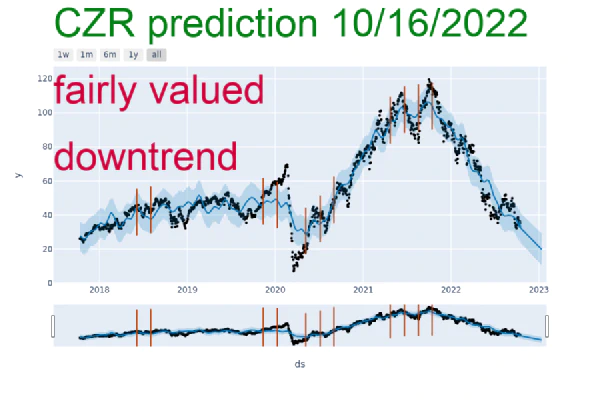 CZR prediction 10/16/2022
1w 1m 6m 1y all
fairly valued
downtrend
120
100
80
60
40
20
0
y
2018 2019 2020 2021 2022 2023
ds